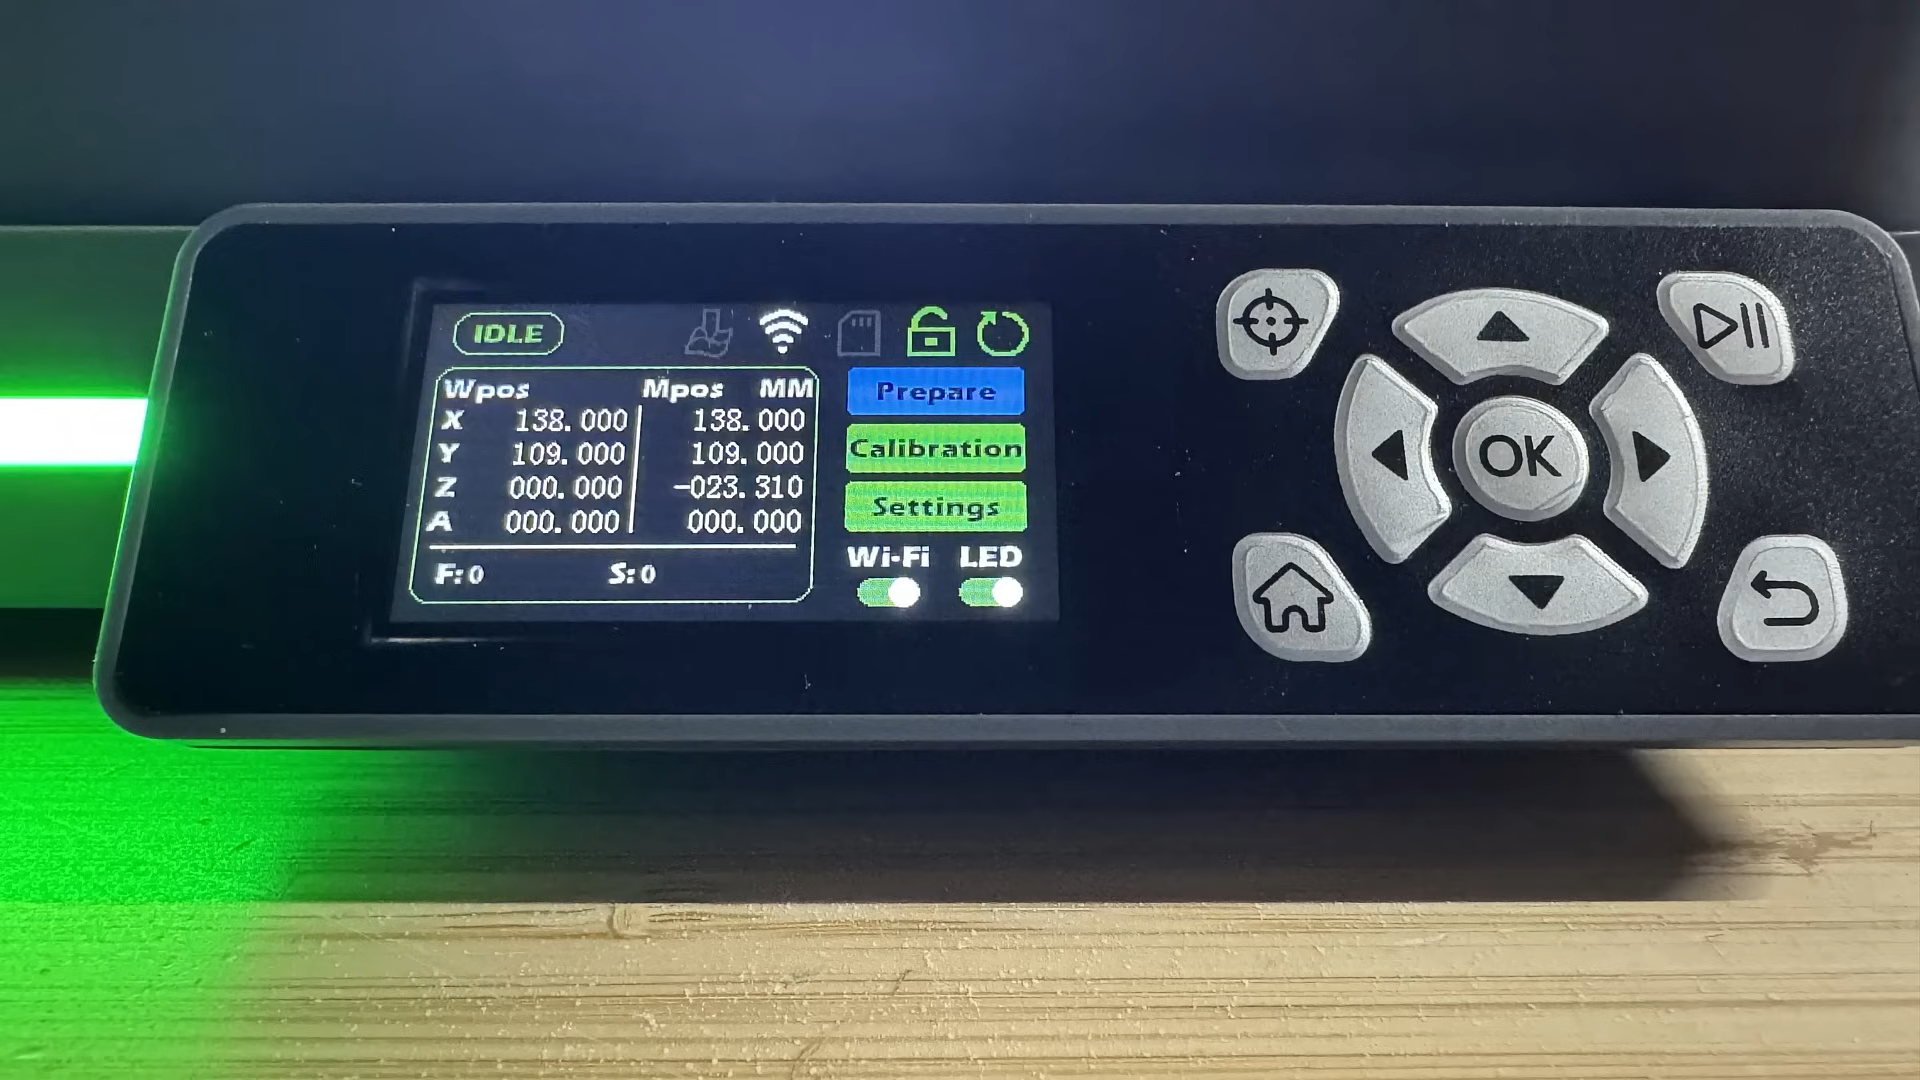 IDLE
Wpos Mpos MM
X 138.000 138.000
Y 109.000 109.000
Z 000.000 -023.310
A 000.000 000.000
F:0 S:0
Prepare
Calibration
Settings
Wi-Fi LED
OK